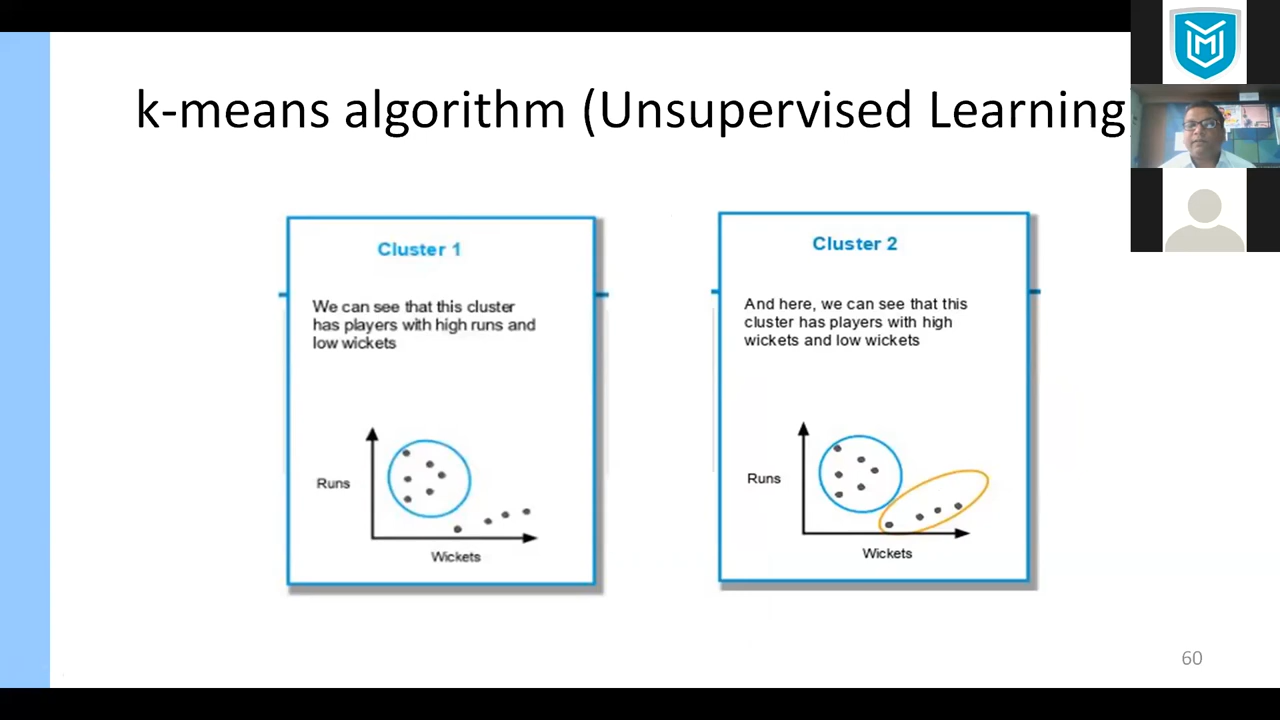 k-means algorithm (Unsupervised Learning
Cluster 1
We can see that this cluster
has players with high runs and
low wickets
Runs
Wickets
Cluster 2
And here, we can see that this
cluster has players with high
wickets and low wickets
Runs
Wickets
60